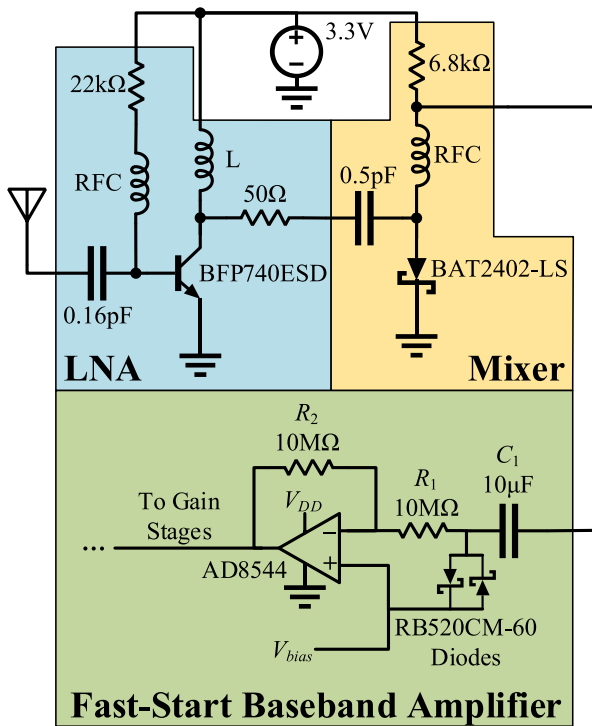 3.3V
22kΩ
6.8kΩ
RFC
L
50Ω
0.5pF
RFC
BFP740ESD
BAT2402-LS
0.16pF
LNA
Mixer
R2
10MΩ
C1
10μF
R1
10MΩ
To Gain
Stages
VDD
...
AD8544
−
+
Vbias
RB520CM-60
Diodes
Fast-Start Baseband Amplifier